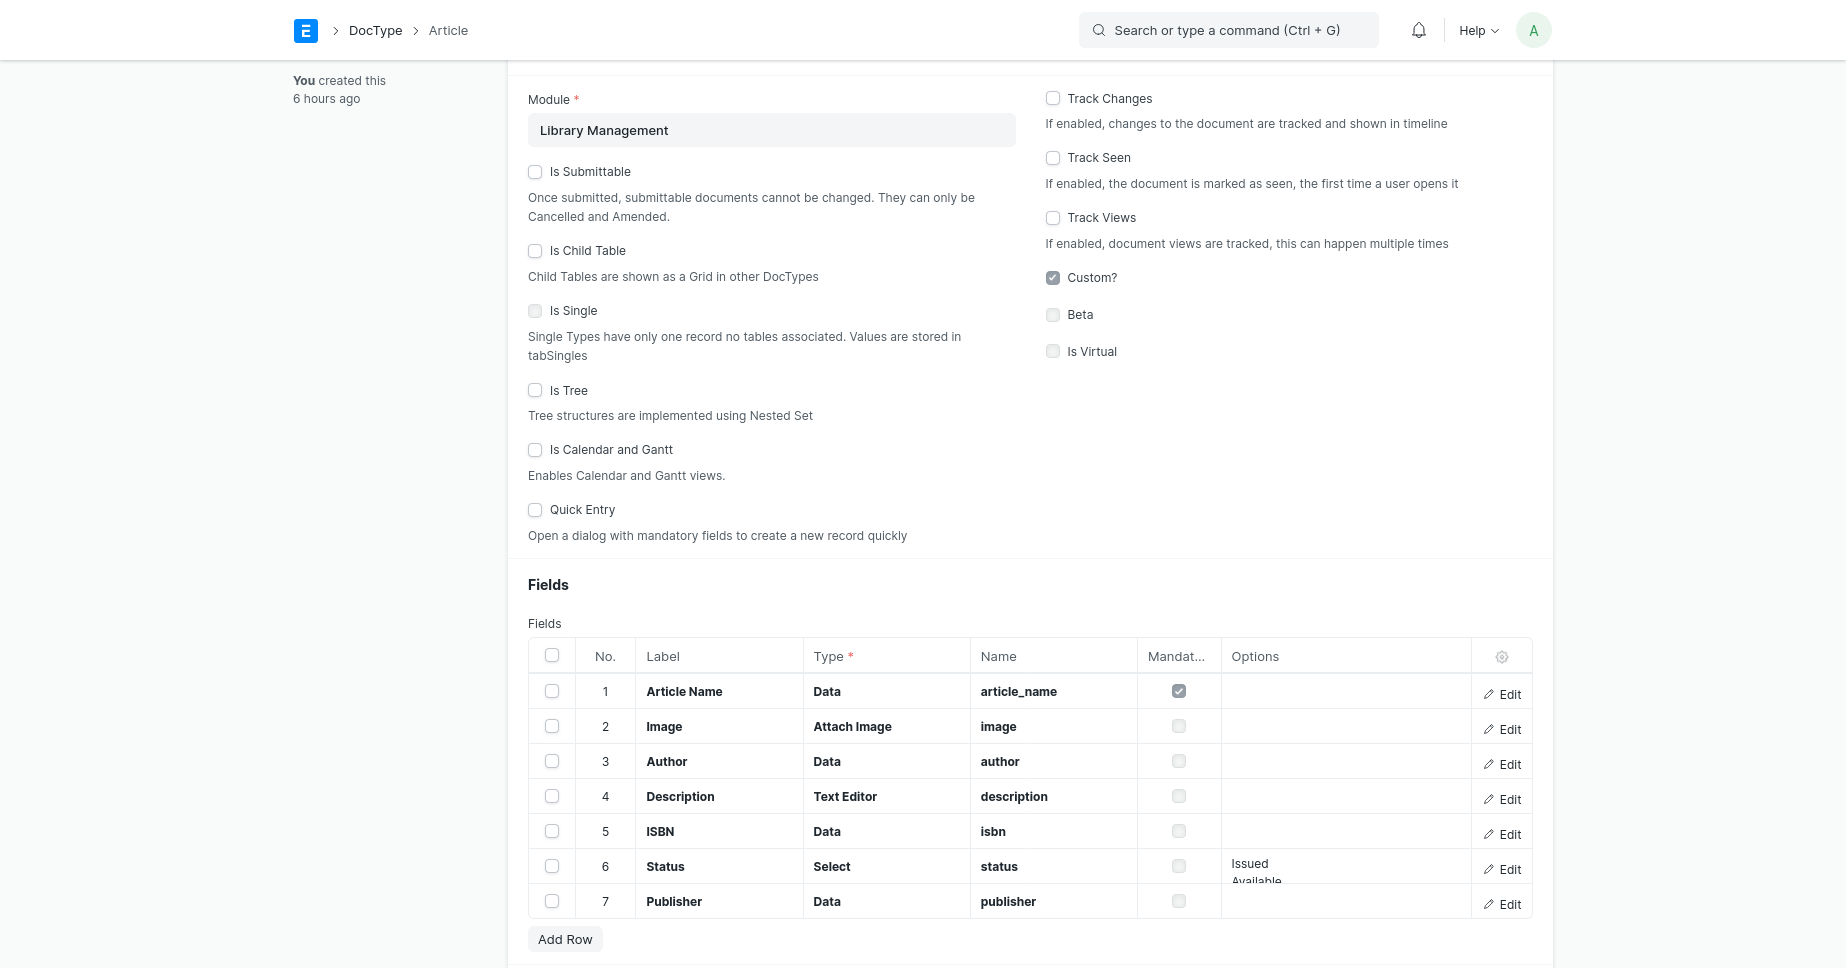 E > DocType > Article
Search or type a command (Ctrl + G)
Help
A
You created this
6 hours ago
Module *
Library Management
Is Submittable
Once submitted, submittable documents cannot be changed. They can only be
Cancelled and Amended.
Is Child Table
Child Tables are shown as a Grid in other DocTypes
Is Single
Single Types have only one record no tables associated. Values are stored in
tabSingles
Is Tree
Tree structures are implemented using Nested Set
Is Calendar and Gantt
Enables Calendar and Gantt views.
Quick Entry
Open a dialog with mandatory fields to create a new record quickly
Track Changes
If enabled, changes to the document are tracked and shown in timeline
Track Seen
If enabled, the document is marked as seen, the first time a user opens it
Track Views
If enabled, document views are tracked, this can happen multiple times
Custom?
Beta
Is Virtual
Fields
Fields
No. Label Type * Name Mandat... Options
1 Article Name Data article_name Edit
2 Image Attach Image image Edit
3 Author Data author Edit
4 Description Text Editor description Edit
5 ISBN Data isbn Edit
6 Status Select status Issued Edit
Available
7 Publisher Data publisher Edit
Add Row